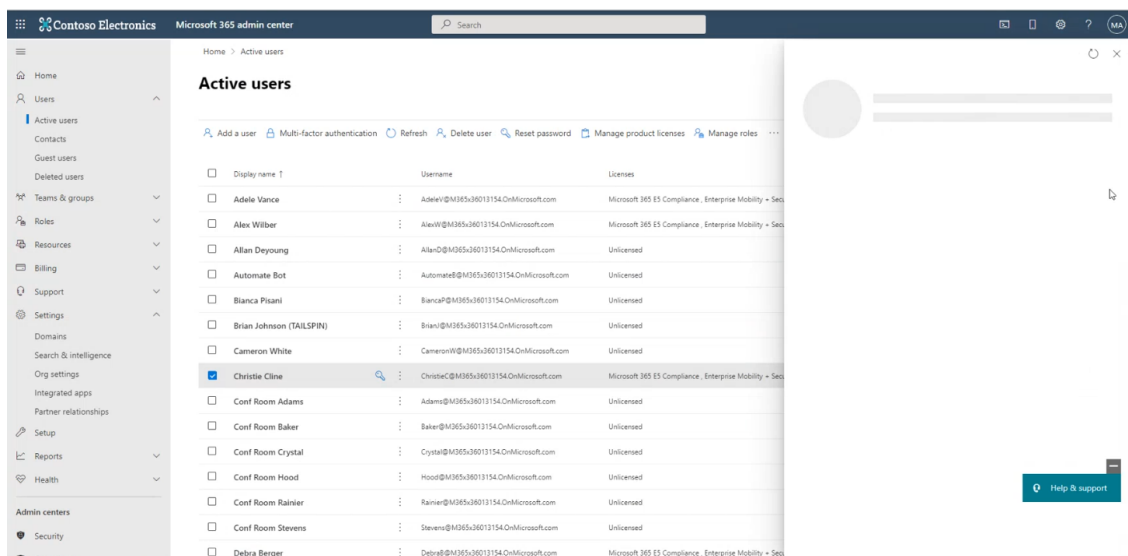 Contoso Electronics Microsoft 365 admin center Search ? MA
Home > Active users
Active users
Home
Users
Active users
Contacts
Guest users
Deleted users
Teams & groups
Roles
Resources
Billing
Support
Settings
Domains
Search & intelligence
Org settings
Integrated apps
Partner relationships
Setup
Reports
Health
Admin centers
Security
Add a user Multi-factor authentication Refresh Delete user Reset password Manage product licenses Manage roles ...
Display name ↑ Username Licenses
Adele Vance AdeleV@M365x36013154.OnMicrosoft.com Microsoft 365 E5 Compliance , Enterprise Mobility + Secu
Alex Wilber AlexW@M365x36013154.OnMicrosoft.com Microsoft 365 E5 Compliance , Enterprise Mobility + Secu
Allan Deyoung AllanD@M365x36013154.OnMicrosoft.com Unlicensed
Automate Bot AutomateB@M365x36013154.OnMicrosoft.com Unlicensed
Bianca Pisani BiancaP@M365x36013154.OnMicrosoft.com Unlicensed
Brian Johnson (TAILSPIN) BrianJ@M365x36013154.OnMicrosoft.com Unlicensed
Cameron White CameronW@M365x36013154.OnMicrosoft.com Unlicensed
Christie Cline ChristieC@M365x36013154.OnMicrosoft.com Microsoft 365 E5 Compliance , Enterprise Mobility + Secu
Conf Room Adams Adams@M365x36013154.OnMicrosoft.com Unlicensed
Conf Room Baker Baker@M365x36013154.OnMicrosoft.com Unlicensed
Conf Room Crystal Crystal@M365x36013154.OnMicrosoft.com Unlicensed
Conf Room Hood Hood@M365x36013154.OnMicrosoft.com Unlicensed
Conf Room Rainier Rainier@M365x36013154.OnMicrosoft.com Unlicensed
Conf Room Stevens Stevens@M365x36013154.OnMicrosoft.com Unlicensed
Debra Berger DebraB@M365x36013154.OnMicrosoft.com Microsoft 365 E5 Compliance , Enterprise Mobility + Secu
Help & support